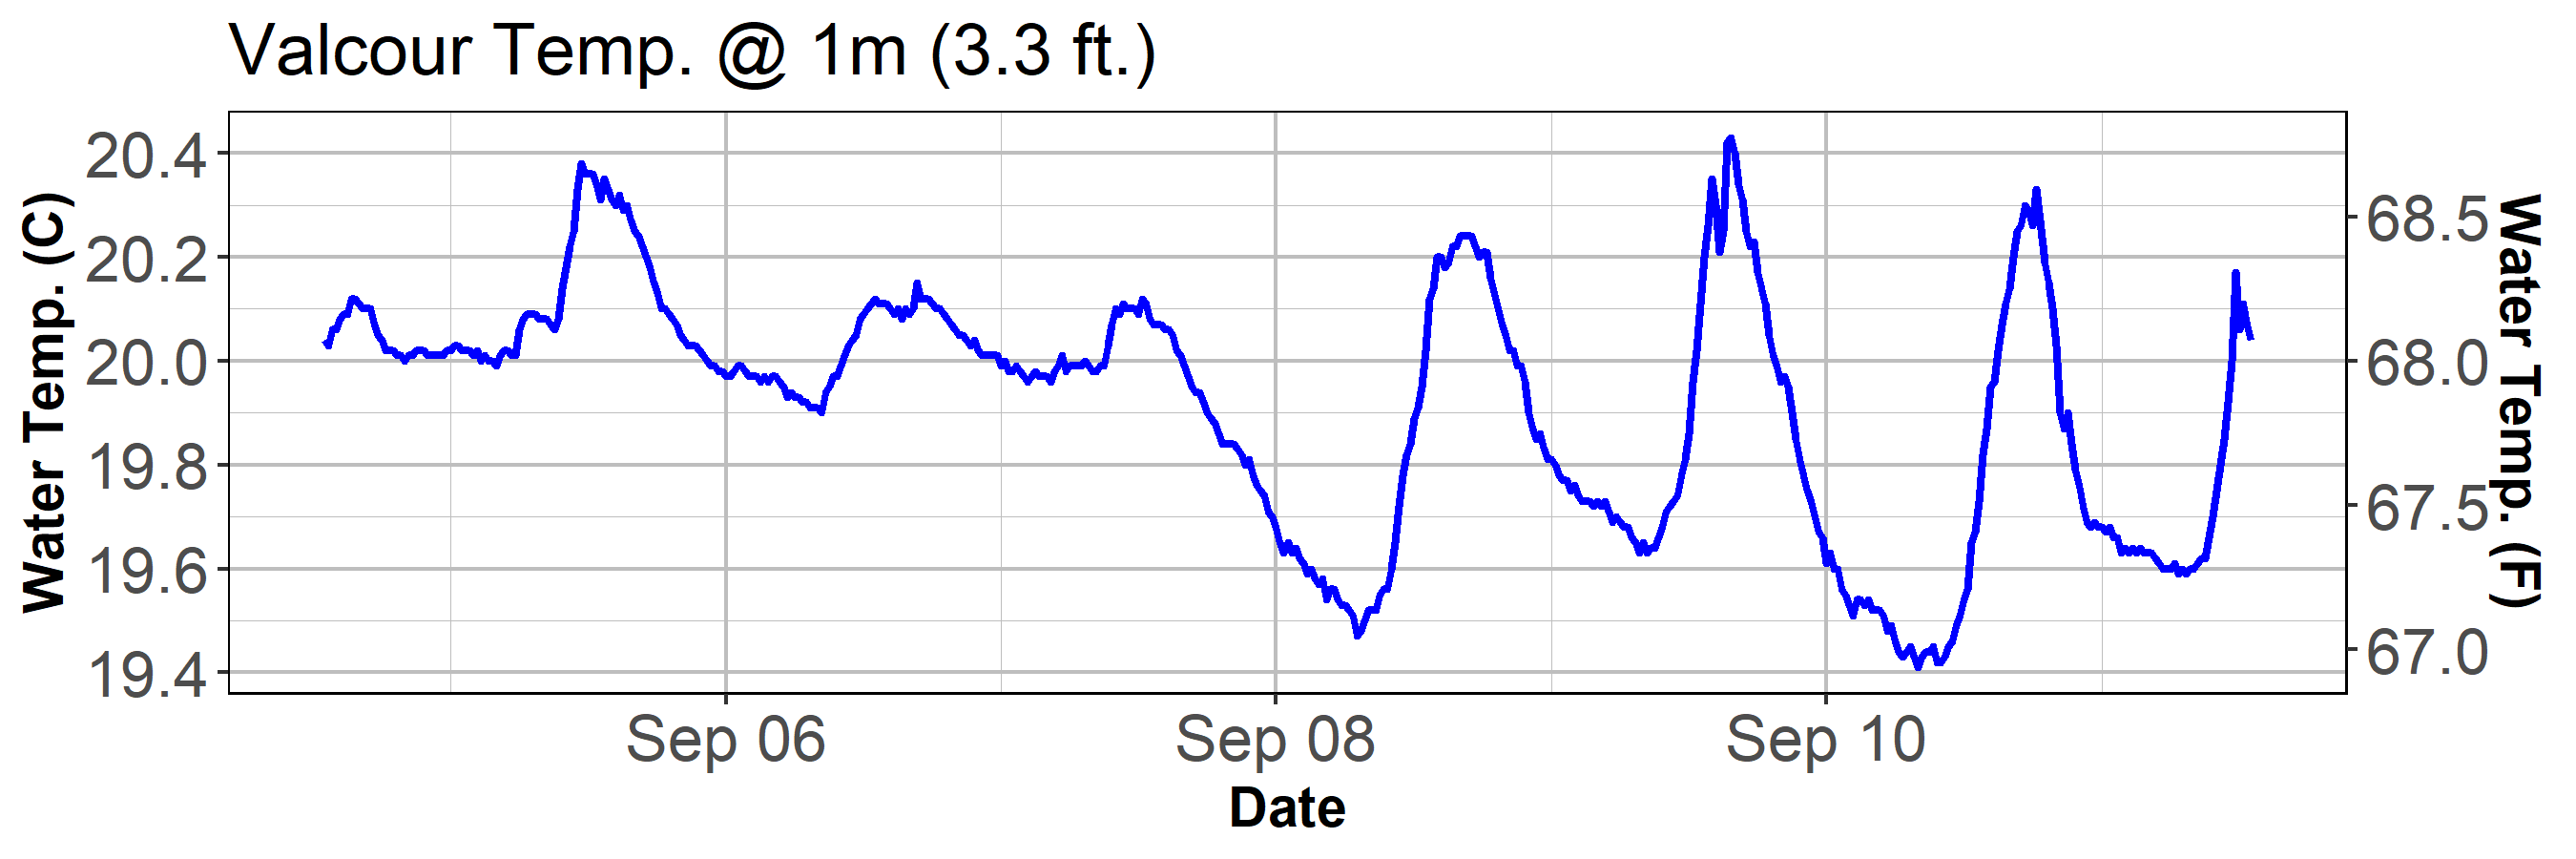 Valcour Temp. @ 1m (3.3 ft.)
Water Temp. (C)
20.4
20.2
20.0
19.8
19.6
19.4
68.5
68.0
67.5
67.0
Water Temp. (F)
Sep 06
Sep 08
Sep 10
Date